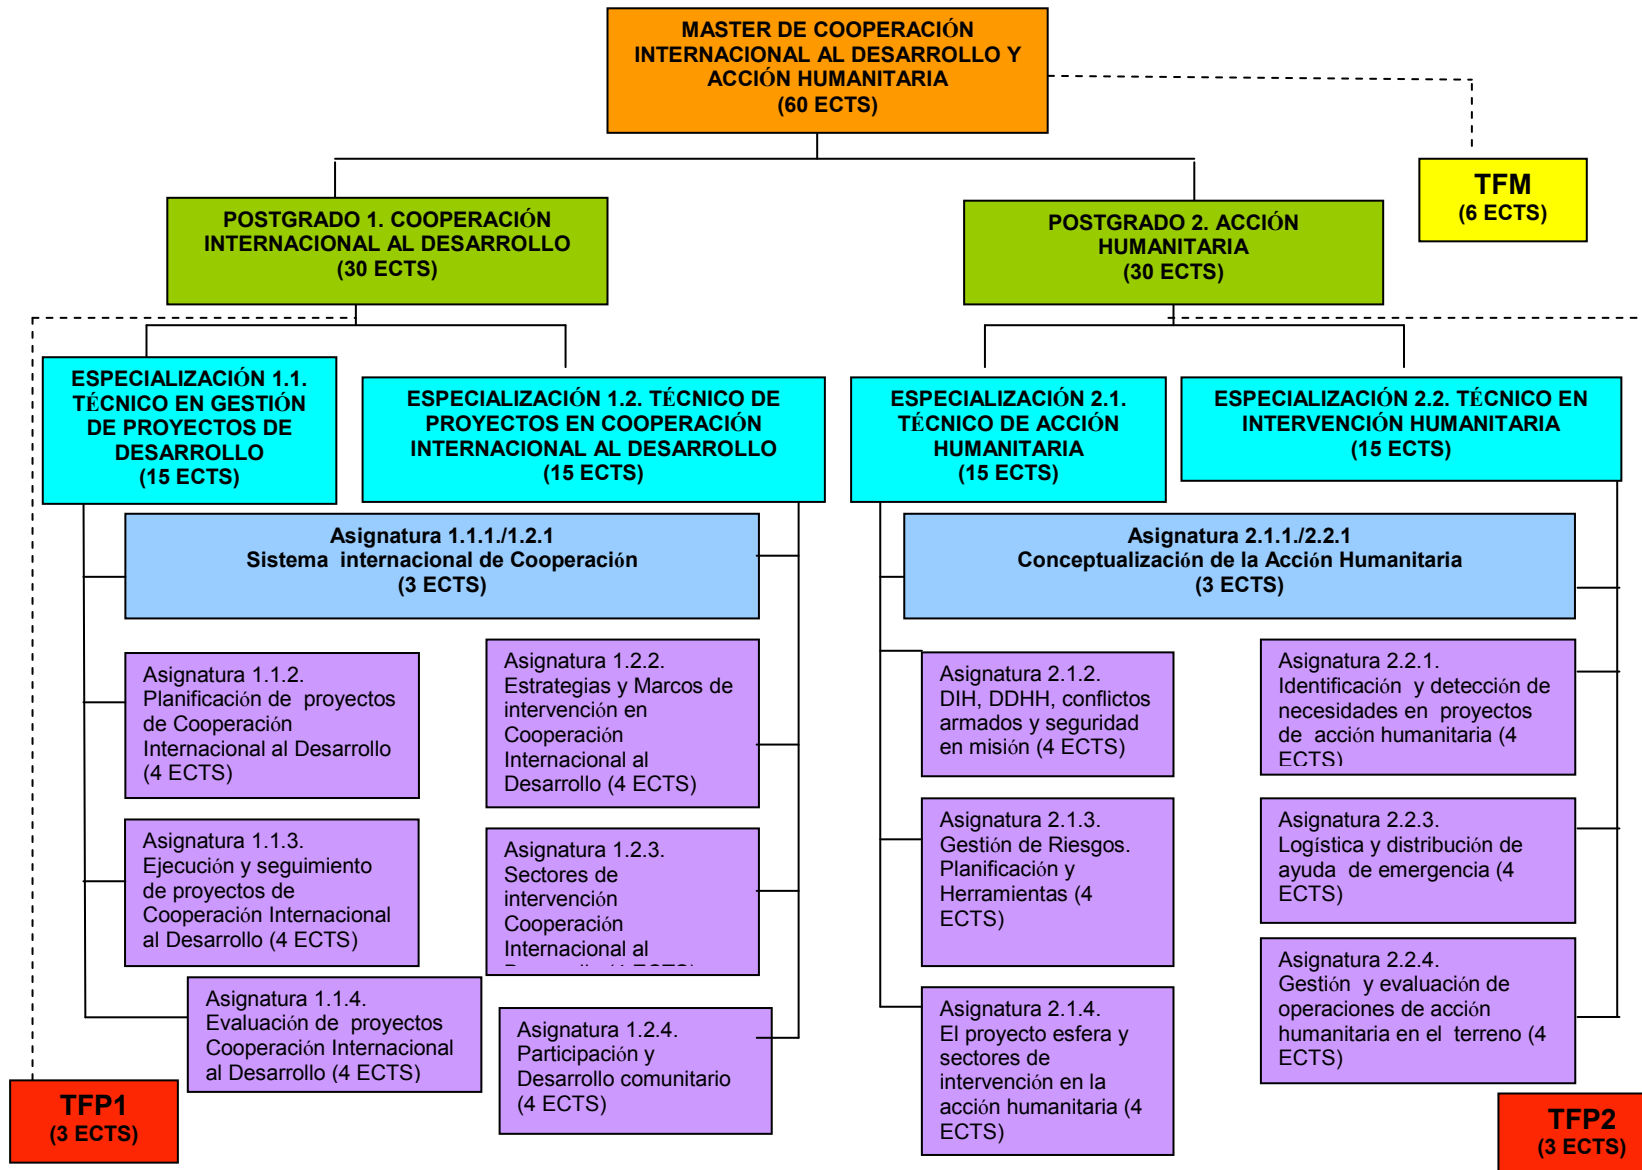 MASTER DE COOPERACIÓN
INTERNACIONAL AL DESARROLLO Y
ACCIÓN HUMANITARIA
(60 ECTS)
TFM
(6 ECTS)
POSTGRADO 1. COOPERACIÓN
INTERNACIONAL AL DESARROLLO
(30 ECTS)
POSTGRADO 2. ACCIÓN
HUMANITARIA
(30 ECTS)
ESPECIALIZACIÓN 1.1.
TÉCNICO EN GESTIÓN
DE PROYECTOS DE
DESARROLLO
(15 ECTS)
ESPECIALIZACIÓN 1.2. TÉCNICO DE
PROYECTOS EN COOPERACIÓN
INTERNACIONAL AL DESARROLLO
(15 ECTS)
ESPECIALIZACIÓN 2.1.
TÉCNICO DE ACCIÓN
HUMANITARIA
(15 ECTS)
ESPECIALIZACIÓN 2.2. TÉCNICO EN
INTERVENCIÓN HUMANITARIA
(15 ECTS)
Asignatura 1.1.1./1.2.1
Sistema internacional de Cooperación
(3 ECTS)
Asignatura 2.1.1./2.2.1
Conceptualización de la Acción Humanitaria
(3 ECTS)
Asignatura 1.1.2.
Planificación de proyectos
de Cooperación
Internacional al Desarrollo
(4 ECTS)
Asignatura 1.2.2.
Estrategias y Marcos de
intervención en
Cooperación
Internacional al
Desarrollo (4 ECTS)
Asignatura 2.1.2.
DIH, DDHH, conflictos
armados y seguridad
en misión (4 ECTS)
Asignatura 2.2.1.
Identificación y detección de
necesidades en proyectos
de acción humanitaria (4
ECTS)
Asignatura 1.1.3.
Ejecución y seguimiento
de proyectos de
Cooperación Internacional
al Desarrollo (4 ECTS)
Asignatura 1.2.3.
Sectores de
intervención
Cooperación
Internacional al
Asignatura 2.1.3.
Gestión de Riesgos.
Planificación y
Herramientas (4
ECTS)
Asignatura 2.2.3.
Logística y distribución de
ayuda de emergencia (4
ECTS)
Asignatura 1.1.4.
Evaluación de proyectos
Cooperación Internacional
al Desarrollo (4 ECTS)
Asignatura 1.2.4.
Participación y
Desarrollo comunitario
(4 ECTS)
Asignatura 2.1.4.
El proyecto esfera y
sectores de
intervención en la
acción humanitaria (4
ECTS)
Asignatura 2.2.4.
Gestión y evaluación de
operaciones de acción
humanitaria en el terreno (4
ECTS)
TFP1
(3 ECTS)
TFP2
(3 ECTS)